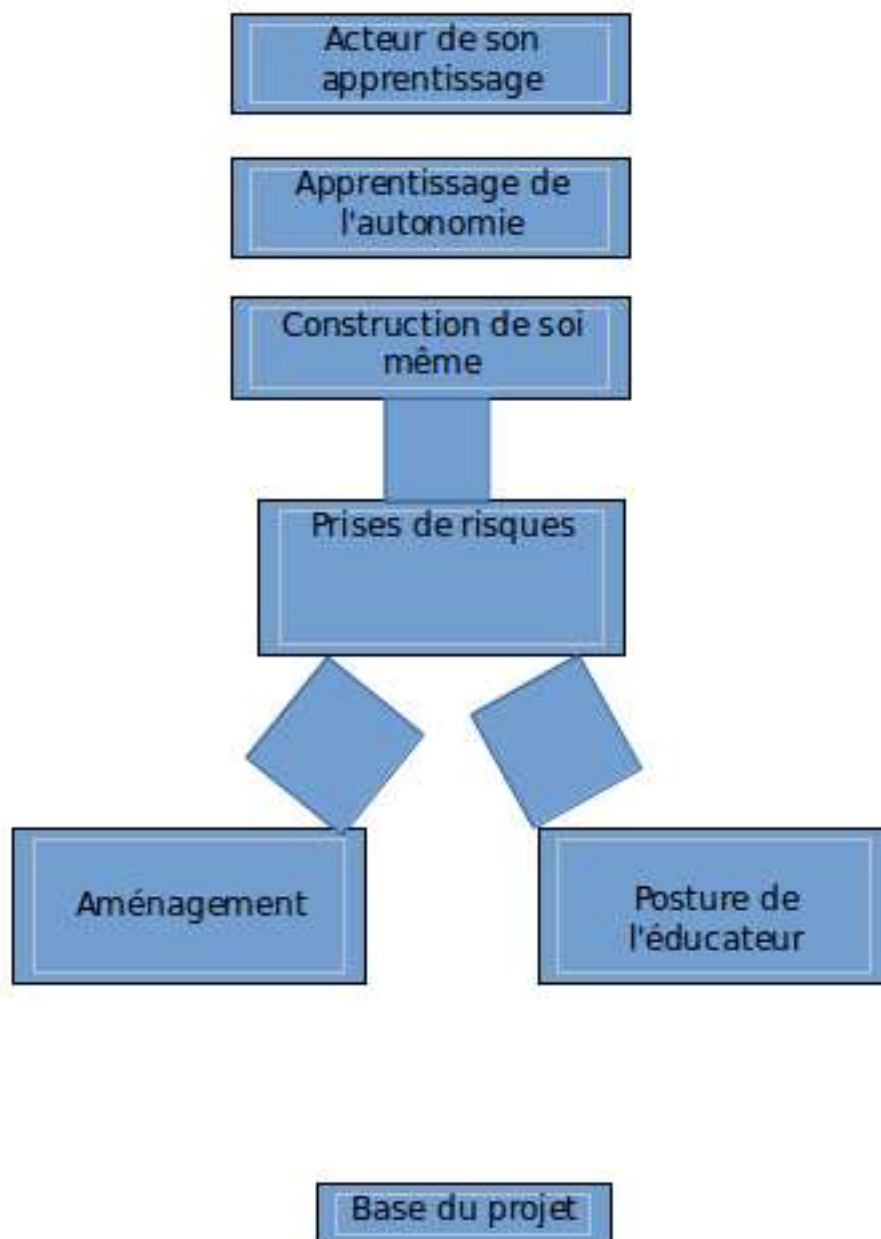 Acteur de son
apprentissage
Apprentissage de
l'autonomie
Construction de soi
même
Prises de risques
Aménagement
Posture de
l'éducateur
Base du projet